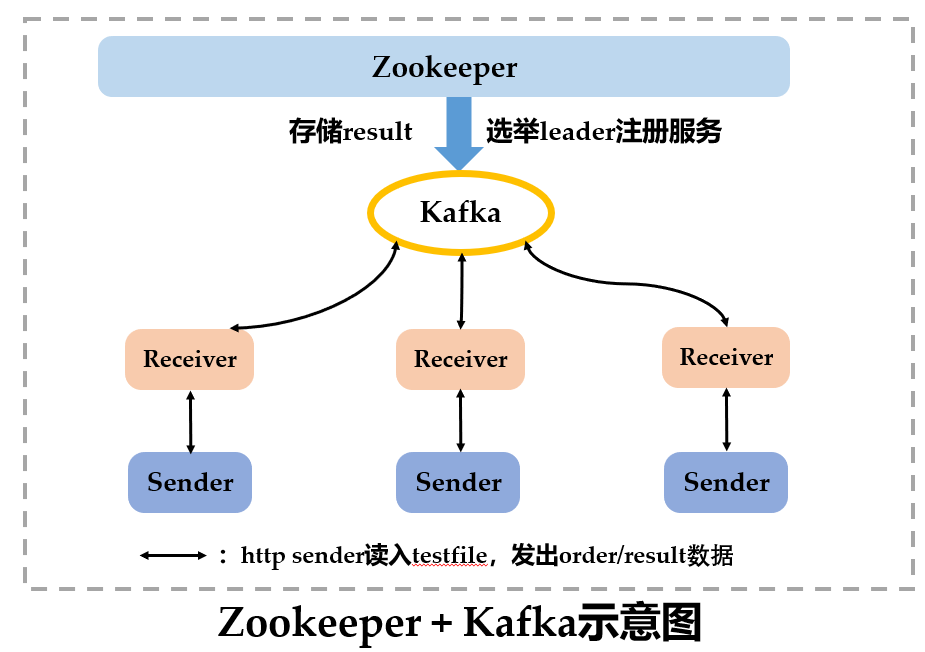 Zookeeper
存储result 选举leader注册服务
Kafka
Receiver Receiver Receiver
Sender Sender Sender
：http sender读入testfile，发出order/result数据
Zookeeper + Kafka示意图